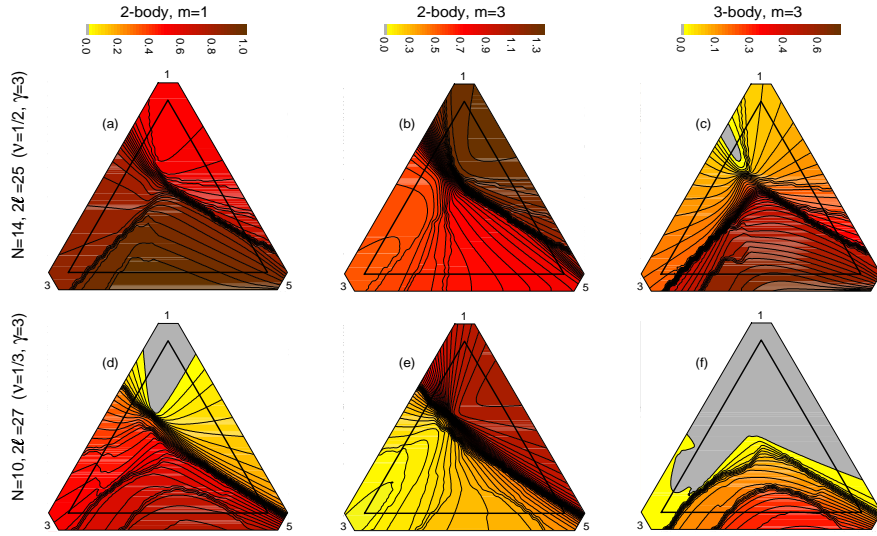 2-body, m=1
2-body, m=3
3-body, m=3
0.0 0.2 0.4 0.6 0.8 1.0
0.0 0.3 0.5 0.7 0.9 1.1 1.3
0.0 0.1 0.3 0.4 0.6
N=14, 2ℓ=25 (ν=1/2, γ=3)
1 1 1
(a) (b) (c)
3 5 3 5 3 5
N=10, 2ℓ=27 (ν=1/3, γ=3)
1 1 1
(d) (e) (f)
3 5 3 5 3 5